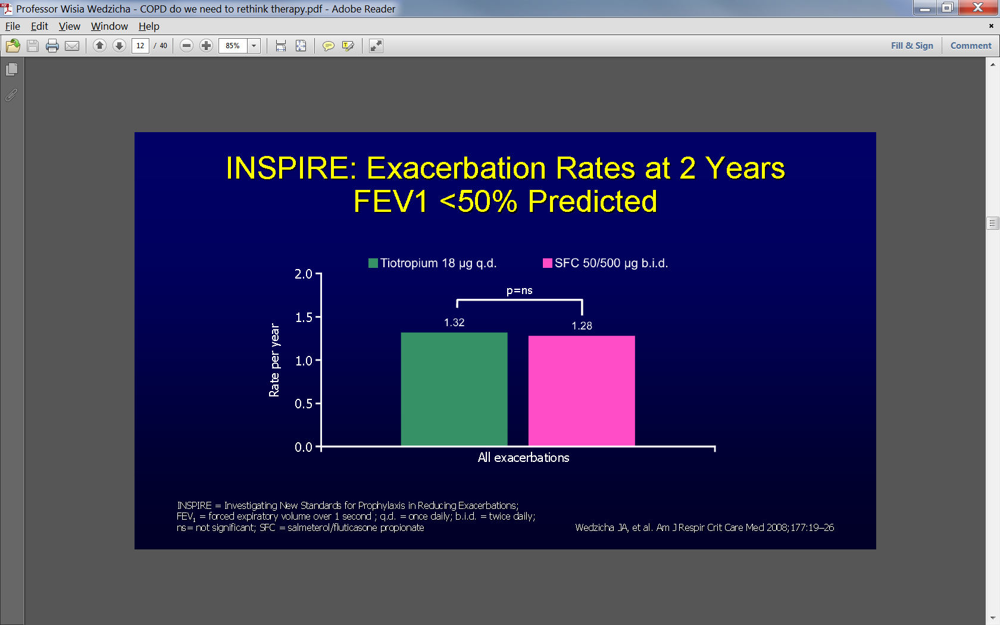 Professor Wisia Wedzicha - COPD do we need to rethink therapy.pdf - Adobe Reader
File Edit View Window Help
12 / 40 85% Fill & Sign Comment
INSPIRE: Exacerbation Rates at 2 Years
FEV1 <50% Predicted
Tiotropium 18 µg q.d. SFC 50/500 µg b.i.d.
2.0
p=ns
1.5
1.32
1.28
1.0
Rate per year
0.5
0.0
All exacerbations
INSPIRE = Investigating New Standards for Prophylaxis in Reducing Exacerbations;
FEV1 = forced expiratory volume over 1 second ; q.d. = once daily; b.i.d. = twice daily;
ns= not significant; SFC = salmeterol/fluticasone propionate
Wedzicha JA, et al. Am J Respir Crit Care Med 2008;177:19–26